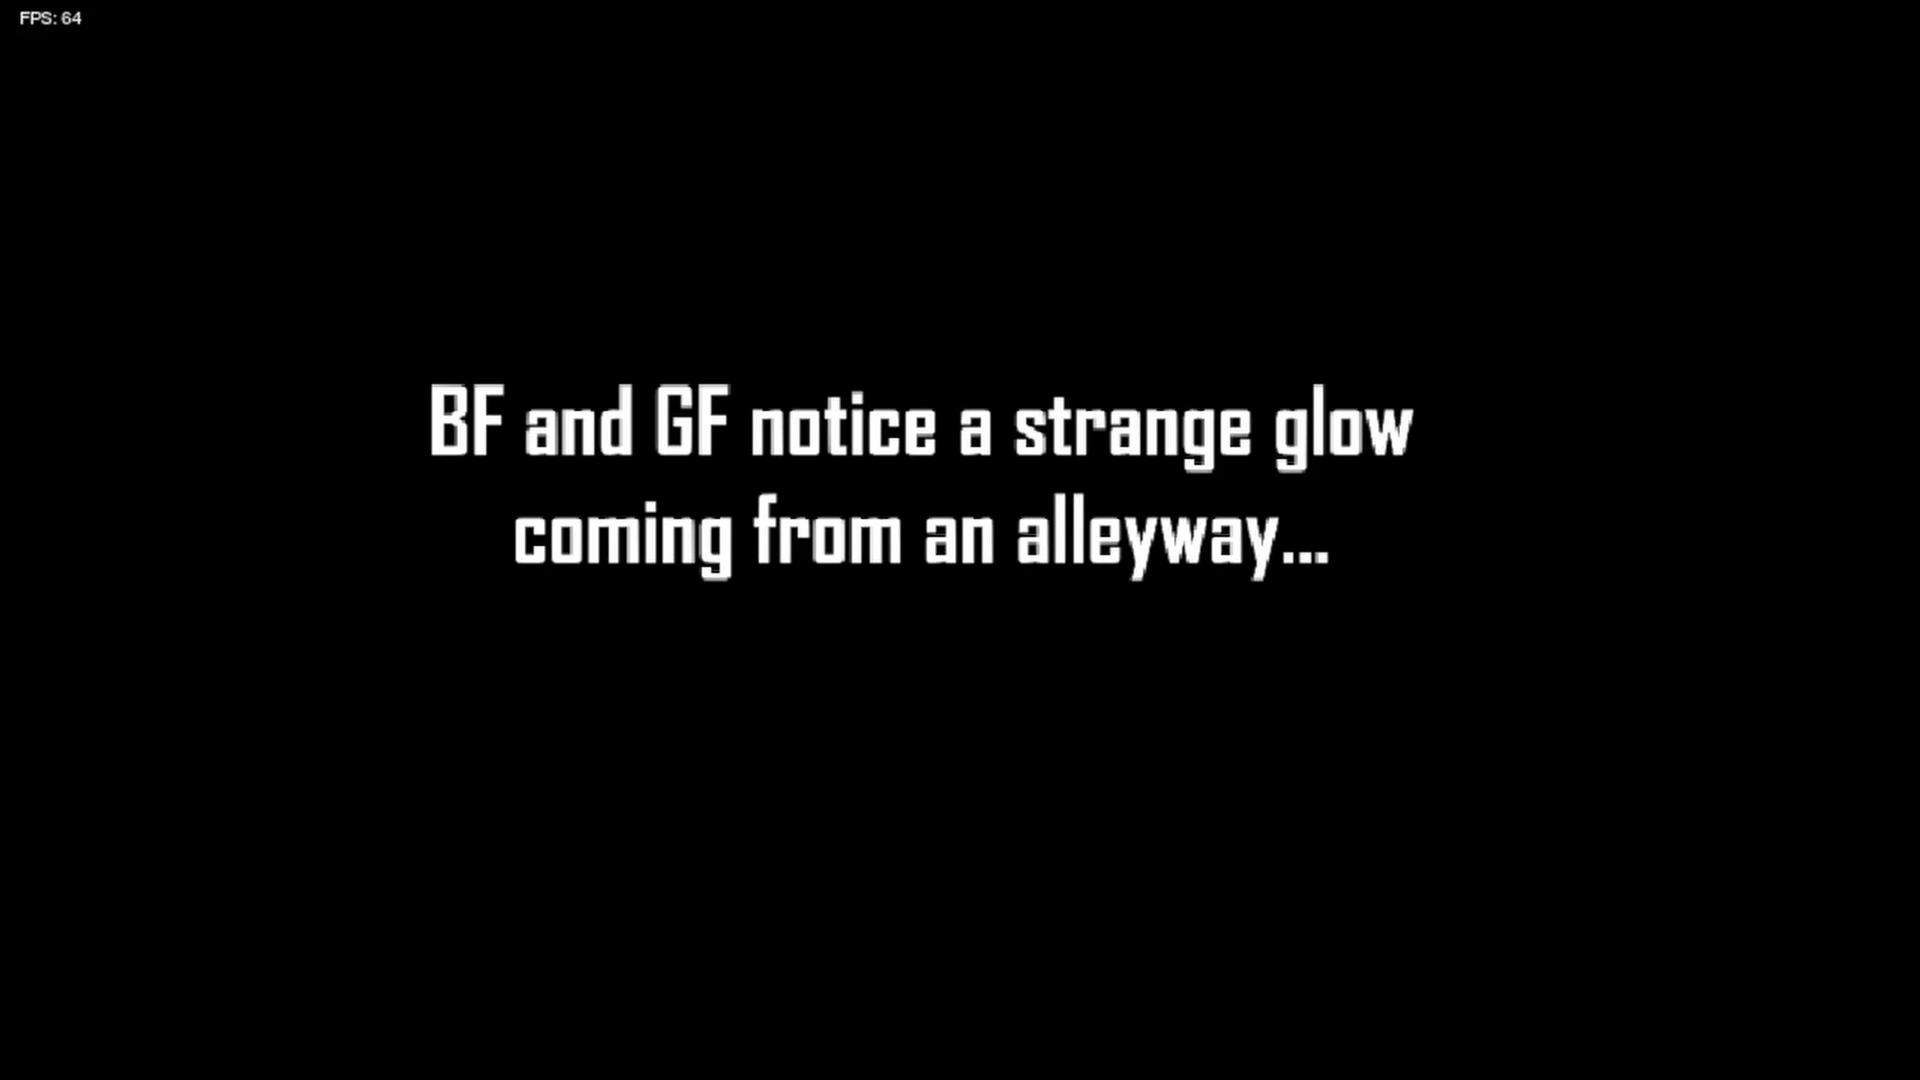 FPS: 64
BF and GF notice a strange glow
coming from an alleyway...